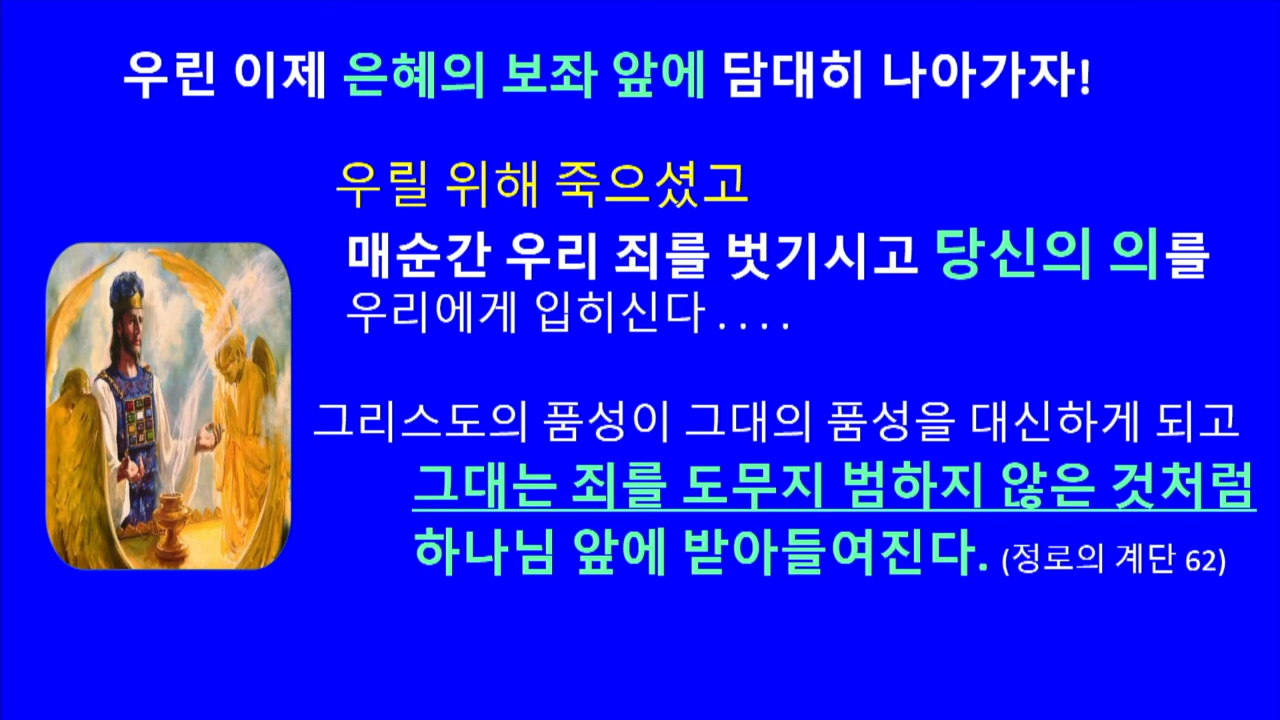 우린 이제 은혜의 보좌 앞에 담대히 나아가자!
우릴 위해 죽으셨고
매순간 우리 죄를 벗기시고 당신의 의를
우리에게 입히신다 . . . .
그리스도의 품성이 그대의 품성을 대신하게 되고
그대는 죄를 도무지 범하지 않은 것처럼
하나님 앞에 받아들여진다. (정로의 계단 62)